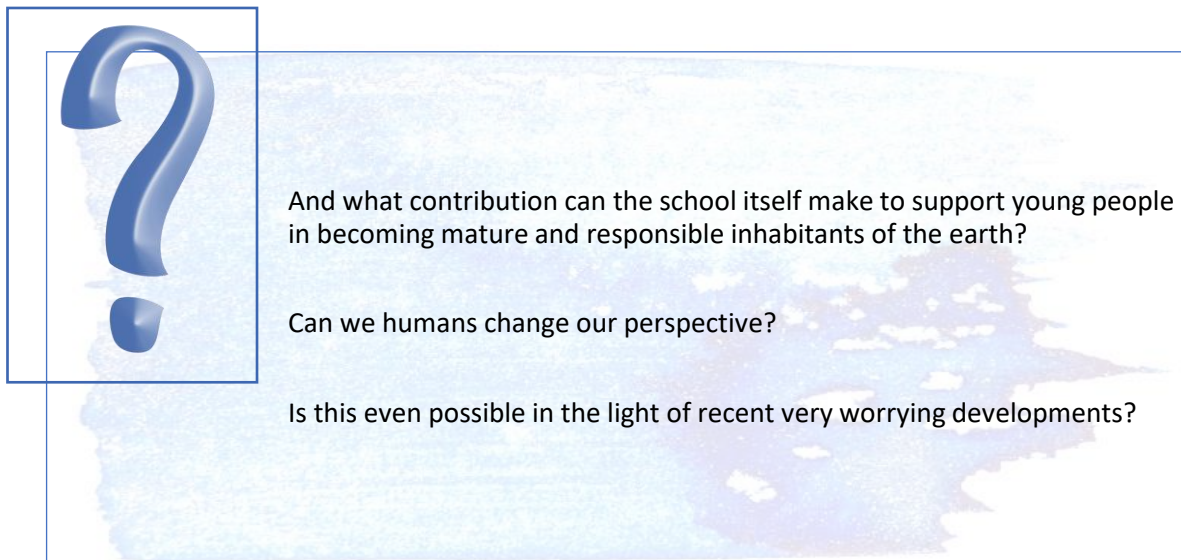 ?
And what contribution can the school itself make to support young people
in becoming mature and responsible inhabitants of the earth?
Can we humans change our perspective?
Is this even possible in the light of recent very worrying developments?